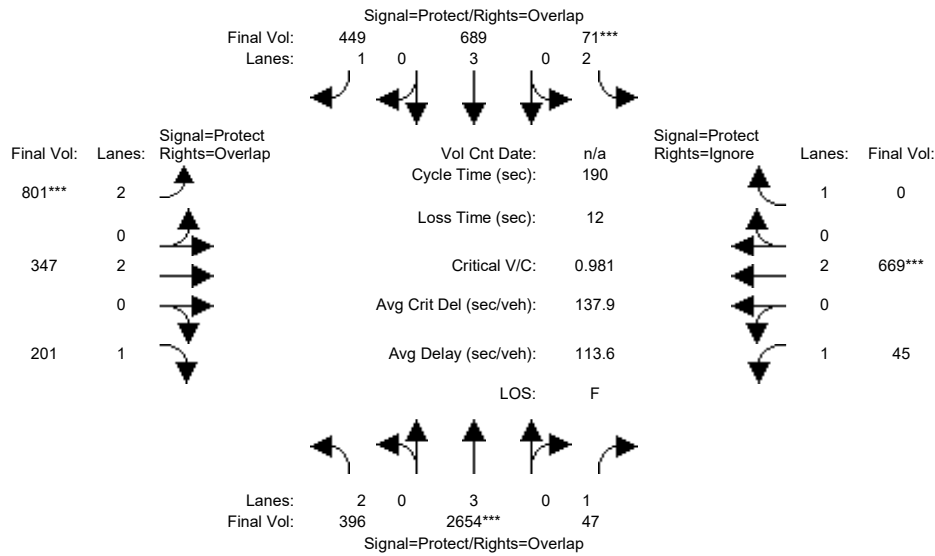 Signal=Protect/Rights=Overlap
Final Vol: 449 689 71***
Lanes: 1 0 3 0 2
Signal=Protect Signal=Protect
Final Vol: Lanes: Rights=Overlap Vol Cnt Date: n/a Rights=Ignore Lanes: Final Vol:
Cycle Time (sec): 190
801*** 2 1 0
Loss Time (sec): 12
0 0
347 2 Critical V/C: 0.981 2 669***
0 Avg Crit Del (sec/veh): 137.9 0
201 1 Avg Delay (sec/veh): 113.6 1 45
LOS: F
Lanes: 2 0 3 0 1
Final Vol: 396 2654*** 47
Signal=Protect/Rights=Overlap